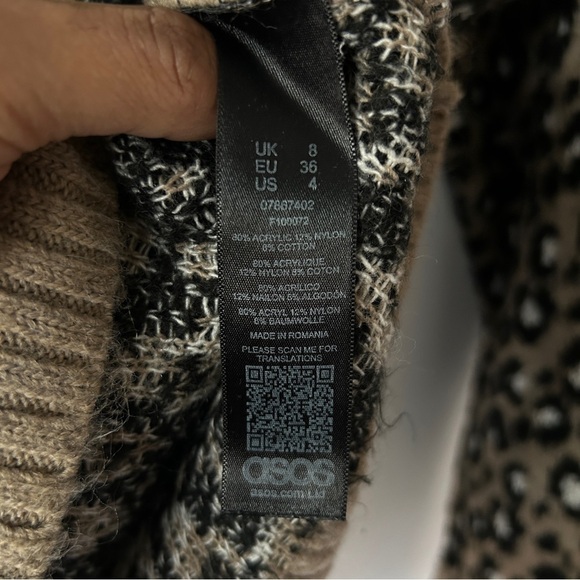 UK 8
EU 36
US 4
07867402
F100072
80% ACRYLIC 12% NYLON
8% COTTON
80% ACRYLIQUE
12% NYLON 8% COTON
80% ACRILICO
12% NAILON 8% ALGODÓN
80% ACRYL 12% NYLON
8% BAUMWOLLE
MADE IN ROMANIA
PLEASE SCAN ME FOR
TRANSLATIONS
asos
asos.com Ltd